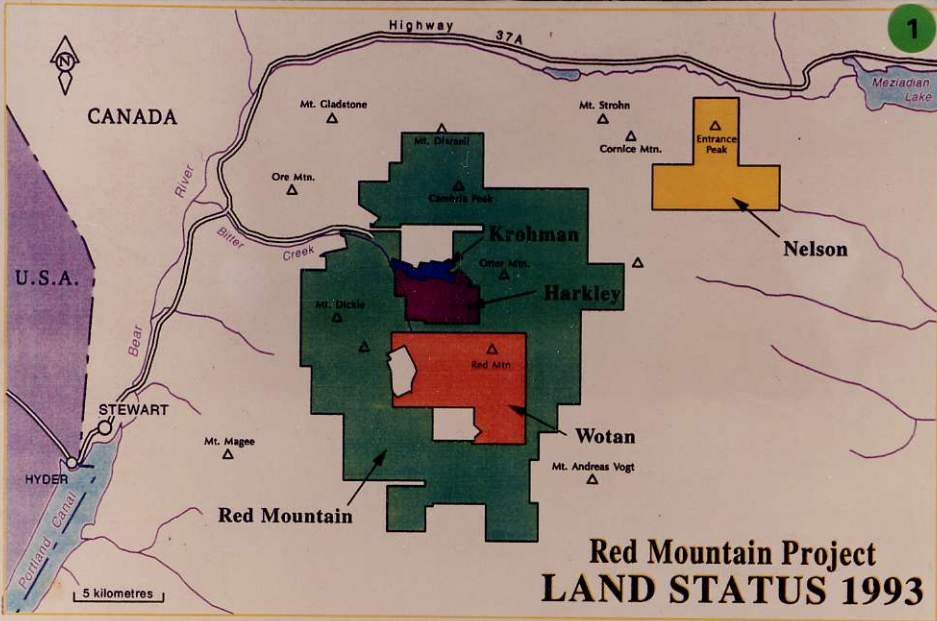 1
Highway 37A
Meziadian
Lake
N
CANADA
Mt. Gladstone
Mt. Strohn
Cornice Mtn.
Entrance
Peak
Mt. Disraeli
Ore Mtn.
Cambria Peak
River
Bitter Creek
Krohman
Nelson
Otter Mtn.
U.S.A.
Harkley
Mt. Dickie
Bear
Red Mtn.
STEWART
Wotan
Mt. Magee
Mt. Andreas Vogt
HYDER
Portland Canal
Red Mountain
Red Mountain Project
LAND STATUS 1993
5 kilometres